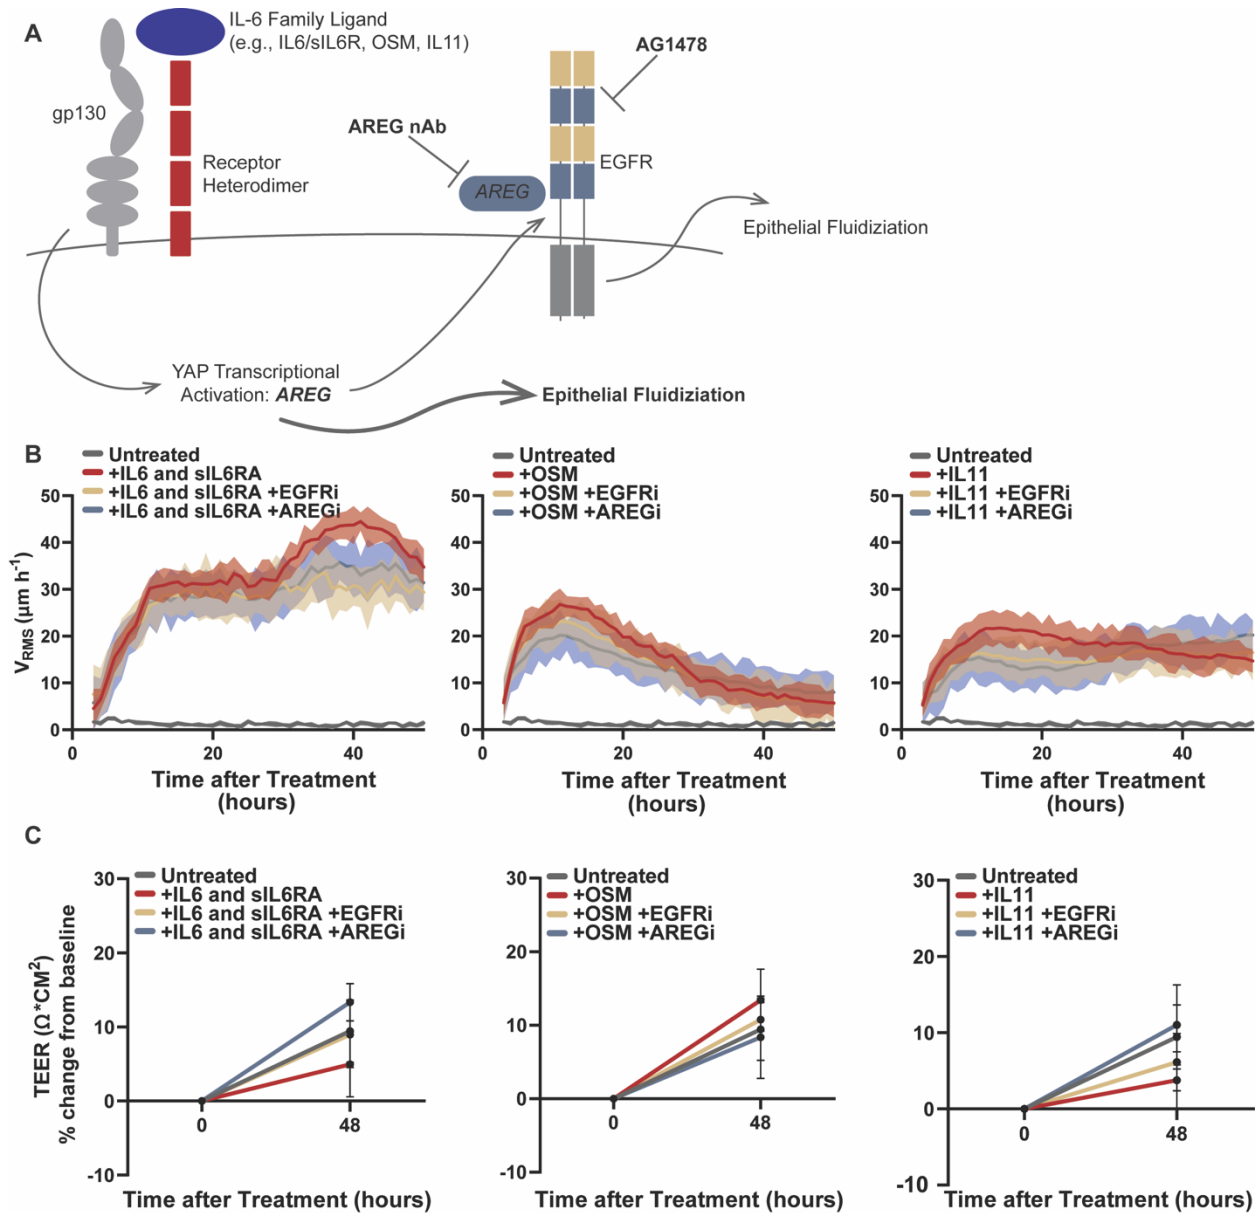 A
IL-6 Family Ligand
(e.g., IL6/sIL6R, OSM, IL11)
gp130
Receptor
Heterodimer
AREG nAb
AREG
AG1478
EGFR
Epithelial Fluidiziation
YAP Transcriptional
Activation: AREG
Epithelial Fluidiziation
B
Untreated
+IL6 and sIL6RA
+IL6 and sIL6RA +EGFRi
+IL6 and sIL6RA +AREGi
50
40
30
20
10
0
VRMS (µm h-1)
0
20
40
Time after Treatment
(hours)
Untreated
+OSM
+OSM +EGFRi
+OSM +AREGi
50
40
30
20
10
0
0
20
40
Time after Treatment
(hours)
Untreated
+IL11
+IL11 +EGFRi
+IL11 +AREGi
50
40
30
20
10
0
0
20
40
Time after Treatment
(hours)
C
Untreated
+IL6 and sIL6RA
+IL6 and sIL6RA +EGFRi
+IL6 and sIL6RA +AREGi
30
20
10
0
-10
TEER (Ω *CM2)
% change from baseline
0
48
Time after Treatment (hours)
Untreated
+OSM
+OSM +EGFRi
+OSM +AREGi
30
20
10
0
-10
0
48
Time after Treatment (hours)
Untreated
+IL11
+IL11 +EGFRi
+IL11 +AREGi
30
20
10
0
-10
0
48
Time after Treatment (hours)